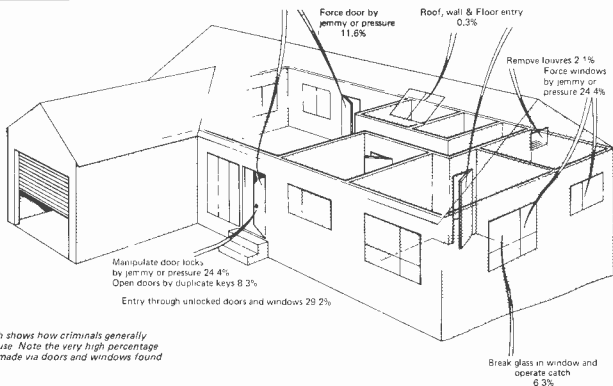 Force door by
jemmy or pressure
11.6%
Roof, wall & Floor entry
0.3%
Remove louvres 2 1%
Force windows
by jemmy or
pressure 24 4%
Manipulate door locks
by jemmy or pressure 24 4%
Open doors by duplicate keys 8 3%
Entry through unlocked doors and windows 29 2%
h shows how criminals generally
use Note the very high percentage
made via doors and windows found
Break glass in window and
operate catch
6 3%